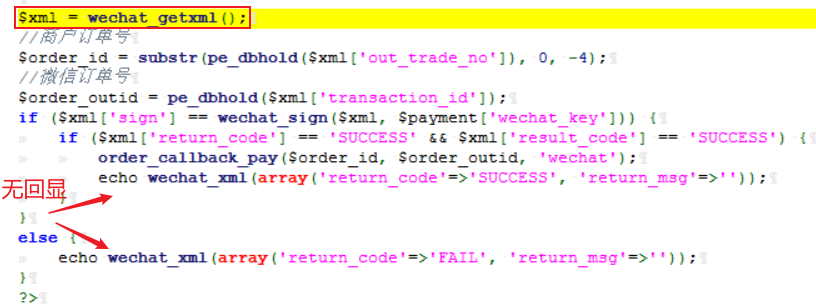 $xml = wechat_getxml();
//商户订单号
$order_id = substr(pe_dbhold($xml['out_trade_no']), 0, -4);
//微信订单号
$order_outid = pe_dbhold($xml['transaction_id']);
if ($xml['sign'] == wechat_sign($xml, $payment['wechat_key'])) {
if ($xml['return_code'] == 'SUCCESS' && $xml['result_code'] == 'SUCCESS') {
order_callback_pay($order_id, $order_outid, 'wechat');
echo wechat_xml(array('return_code'=>'SUCCESS', 'return_msg'=>''));
无回显
}
}
else {
echo wechat_xml(array('return_code'=>'FAIL', 'return_msg'=>''));
}
?>